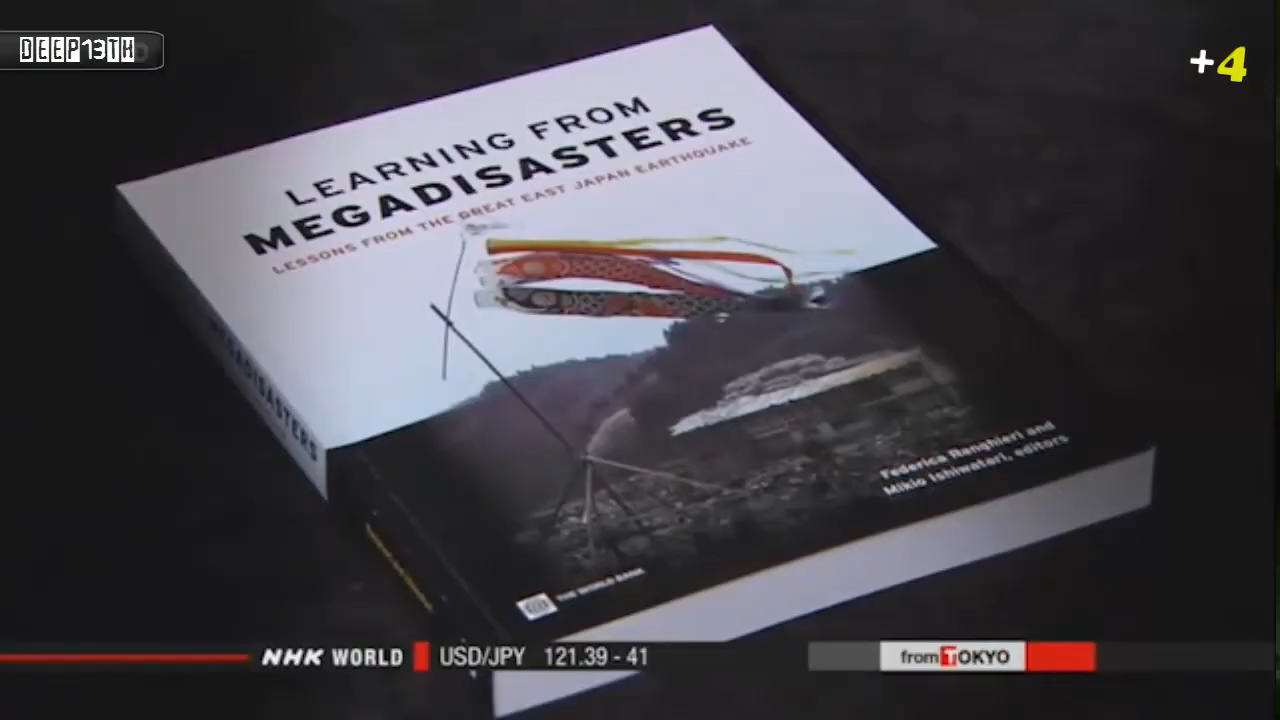 DEEP13TH
+4
LEARNING FROM
MEGADISASTERS
LESSONS FROM THE GREAT EAST JAPAN EARTHQUAKE
MEGADISASTERS
Federica Ranghieri and
Mikio Ishiwatari, editors
THE WORLD BANK
NHK WORLD USD/JPY 121.39 - 41 from TOKYO